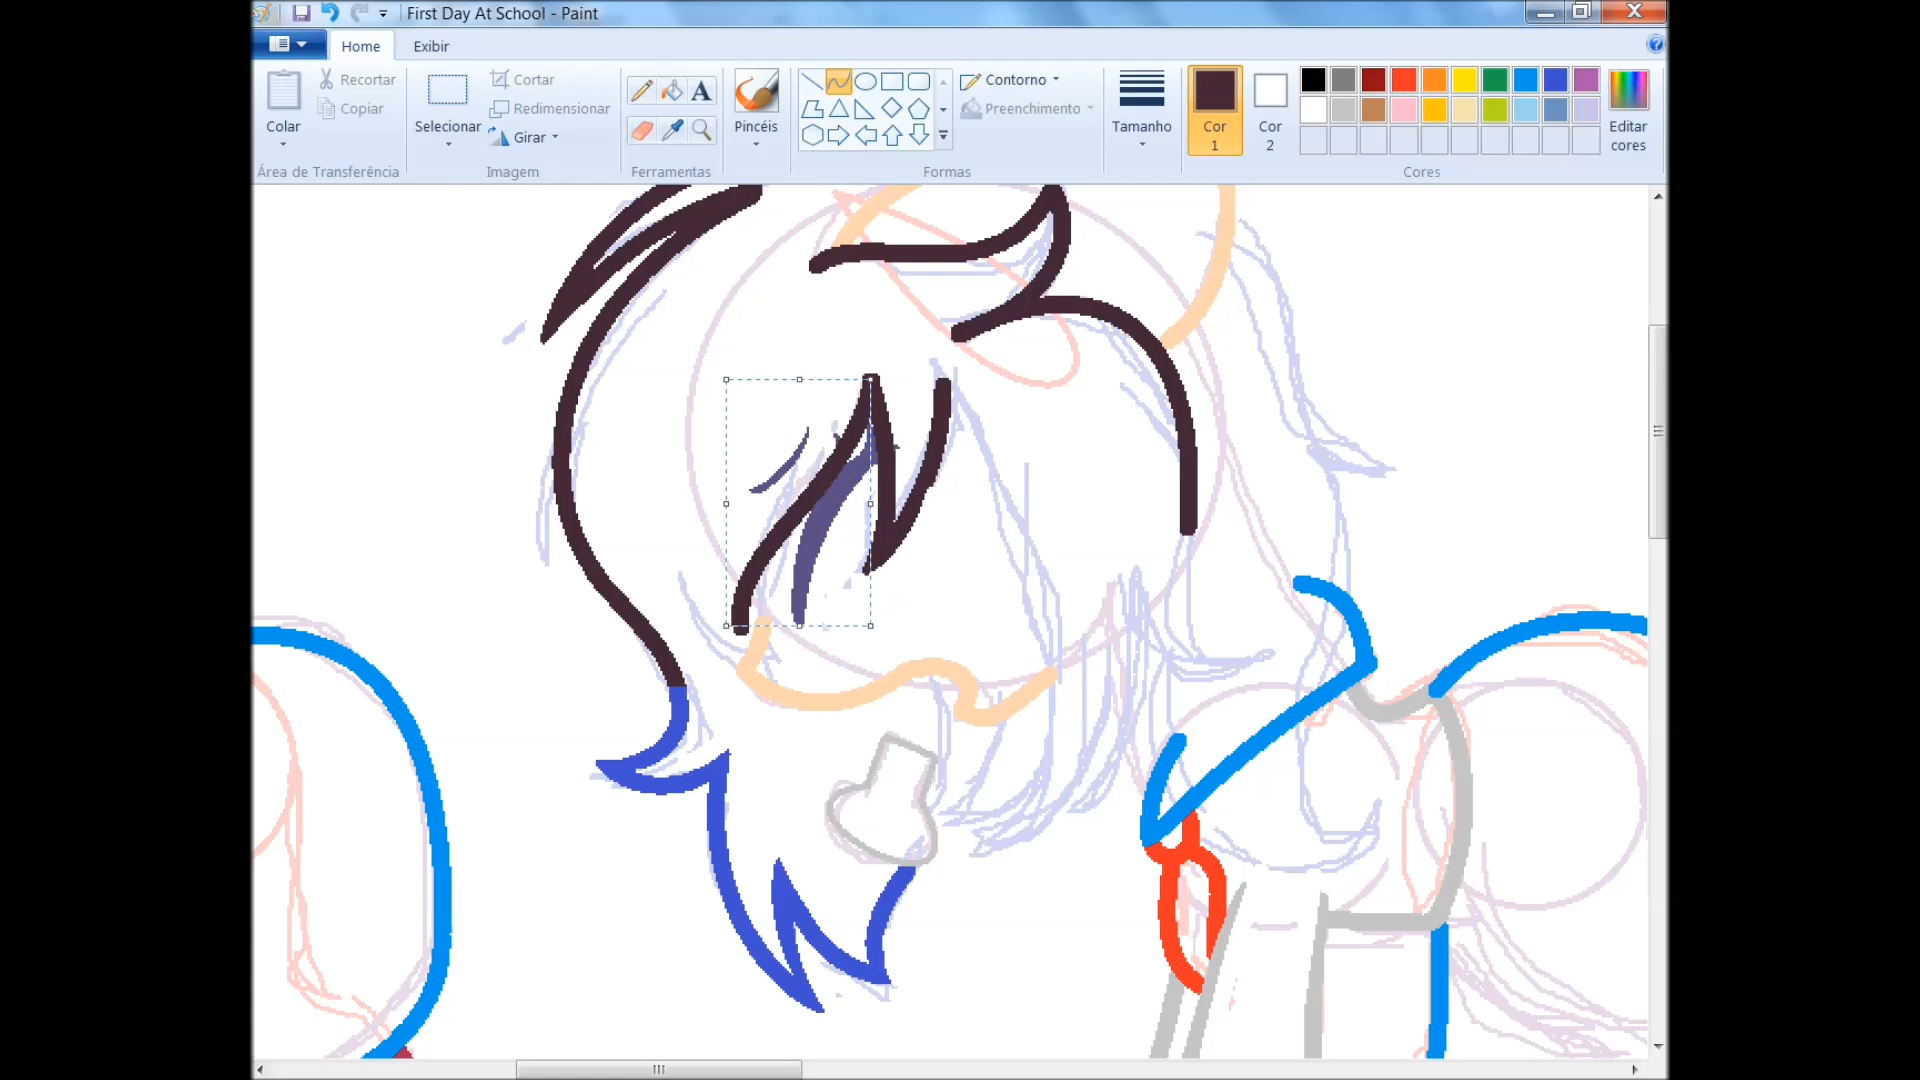 First Day At School - Paint
Home Exibir
Colar
Recortar
Copiar
Área de Transferência
Selecionar
Cortar
Redimensionar
Girar
Imagem
A
Ferramentas
Pincéis
Formas
Contorno
Preenchimento
Tamanho
Cor
1
Cor
2
Cores
Editar
cores